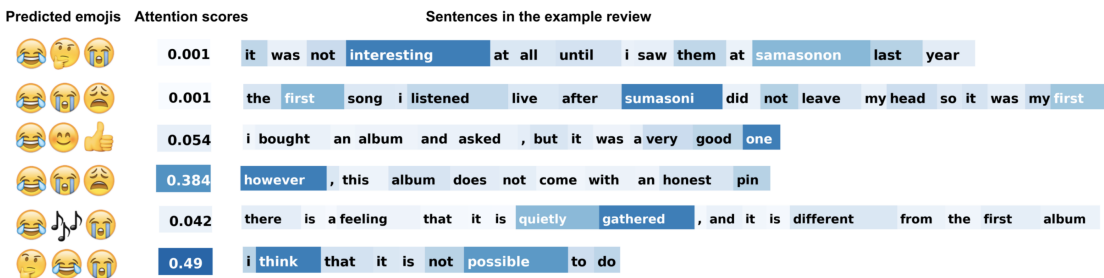 Predicted emojis Attention scores Sentences in the example review
0.001 it was not interesting at all until i saw them at samasonon last year
0.001 the first song i listened live after sumasoni did not leave my head so it was my first
0.054 i bought an album and asked , but it was a very good one
0.384 however , this album does not come with an honest pin
0.042 there is a feeling that it is quietly gathered , and it is different from the first album
0.49 i think that it is not possible to do